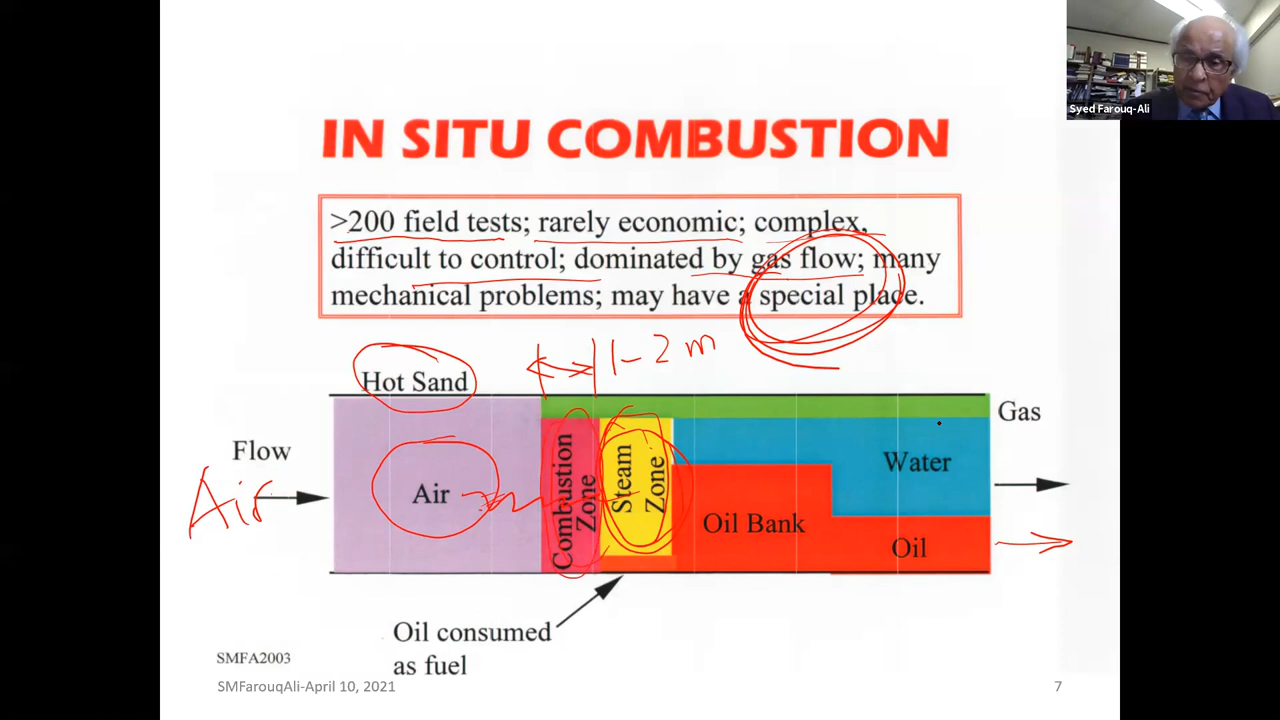 Syed Farouq-Ali
IN SITU COMBUSTION
>200 field tests; rarely economic; complex,
difficult to control; dominated by gas flow; many
mechanical problems; may have a special place.
1-2 m
Hot Sand
Gas
Flow
Air
Air
Combustion
Zone
Steam
Zone
Water
Oil Bank
Oil
Oil consumed
as fuel
SMFA2003
SMFarouqAli-April 10, 2021
7